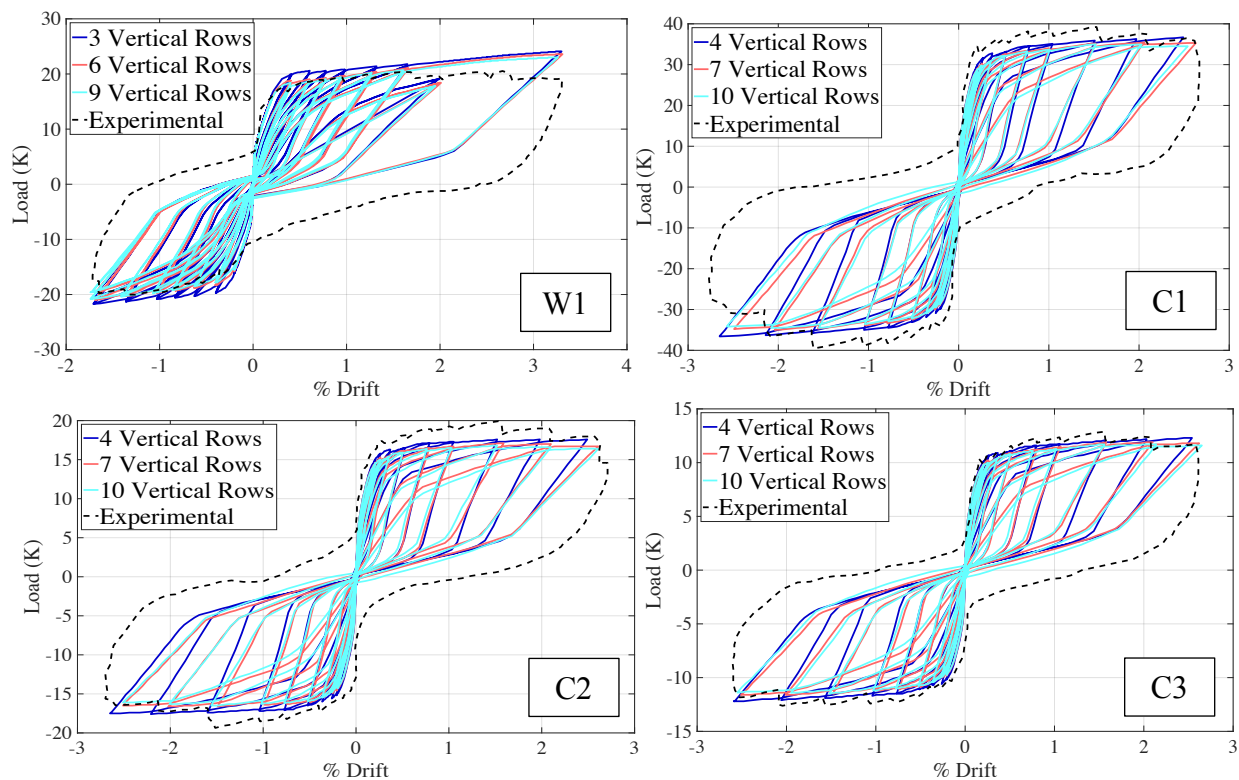 30
20
10
0
-10
-20
-30
Load (K)
3 Vertical Rows
6 Vertical Rows
9 Vertical Rows
Experimental
W1
-2 -1 0 1 2 3 4
% Drift
40
30
20
10
0
-10
-20
-30
-40
Load (K)
4 Vertical Rows
7 Vertical Rows
10 Vertical Rows
Experimental
C1
-3 -2 -1 0 1 2 3
% Drift
20
15
10
5
0
-5
-10
-15
-20
Load (K)
4 Vertical Rows
7 Vertical Rows
10 Vertical Rows
Experimental
C2
-3 -2 -1 0 1 2 3
% Drift
15
10
5
0
-5
-10
-15
Load (K)
4 Vertical Rows
7 Vertical Rows
10 Vertical Rows
Experimental
C3
-3 -2 -1 0 1 2 3
% Drift